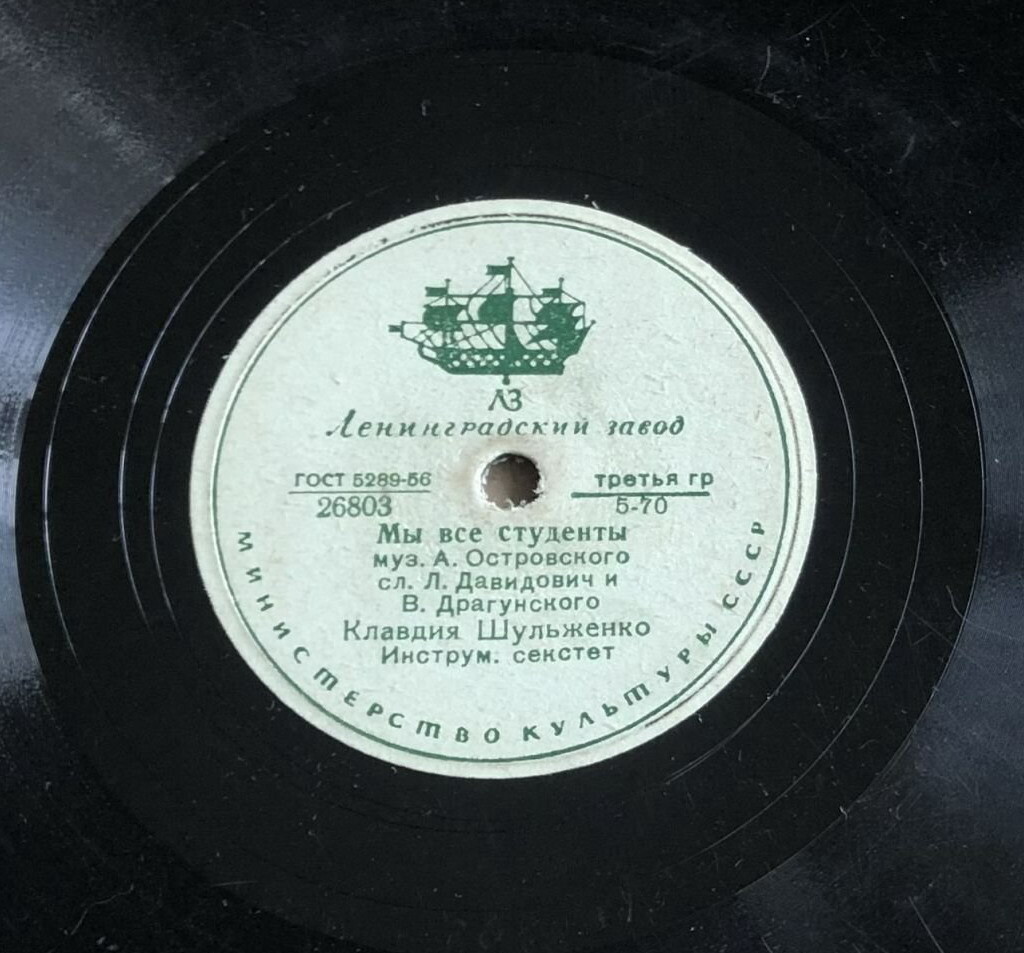 ЛЗ
Ленинградский завод
ГОСТ 5289-56
26803
третья гр
5-70
Мы все студенты
муз. А. Островского
сл. Л. Давидович и
В. Драгунского
Клавдия Шульженко
Инструм. секстет
МИНИСТЕРСТВО КУЛЬТУРЫ СССР